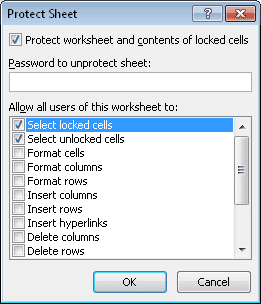 Protect Sheet
Protect worksheet and contents of locked cells
Password to unprotect sheet:
Allow all users of this worksheet to:
Select locked cells
Select unlocked cells
Format cells
Format columns
Format rows
Insert columns
Insert rows
Insert hyperlinks
Delete columns
Delete rows
OK
Cancel